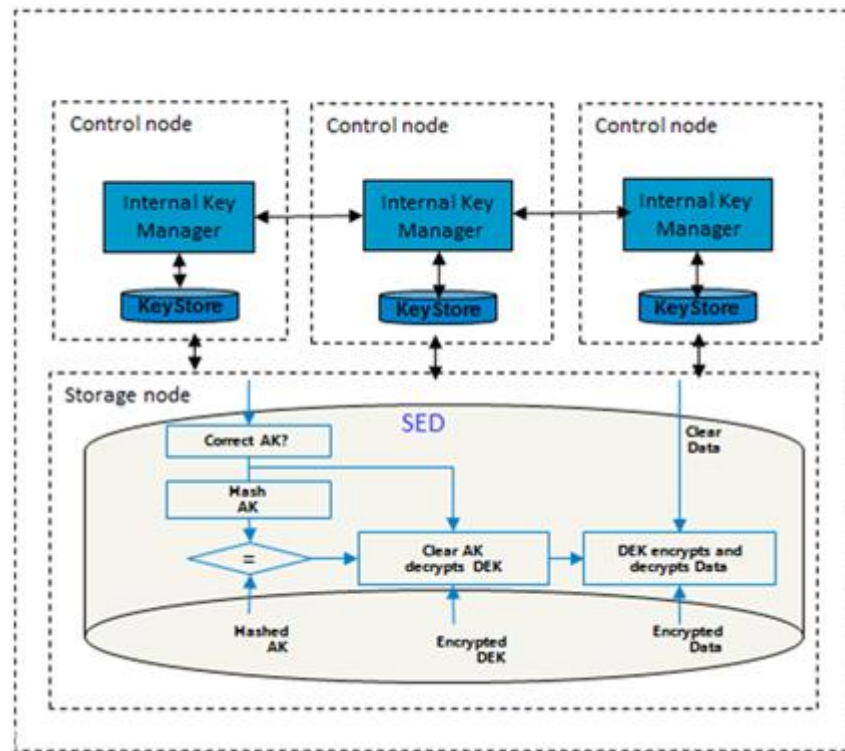 Control node
Control node
Control node
Internal Key
Manager
Internal Key
Manager
Internal Key
Manager
KeyStore
KeyStore
KeyStore
Storage node
SED
Correct AK?
Clear
Data
Hash
AK
=
Clear AK
decrypts DEK
DEK encrypts and
decrypts Data
Hashed
AK
Encrypted
DEK
Encrypted
Data